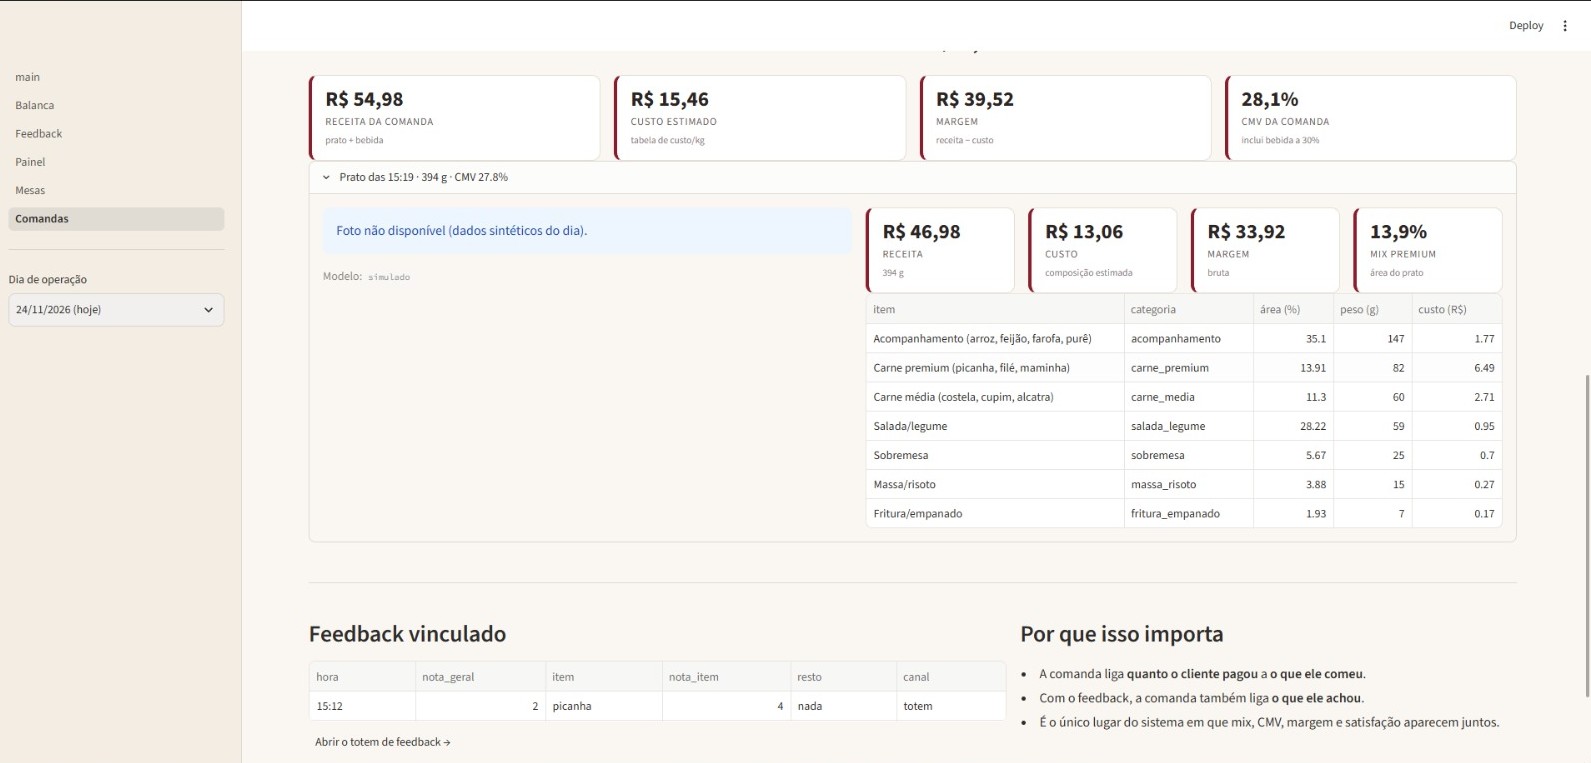 Deploy
main
Balanca
Feedback
Painel
Mesas
Comandas
Dia de operação
24/11/2026 (hoje)
R$ 54,98
RECEITA DA COMANDA
prato + bebida
R$ 15,46
CUSTO ESTIMADO
tabela de custo/kg
R$ 39,52
MARGEM
receita − custo
28,1%
CMV DA COMANDA
inclui bebida a 30%
Prato das 15:19 · 394 g · CMV 27.8%
Foto não disponível (dados sintéticos do dia).
Modelo: simulado
R$ 46,98
RECEITA
394 g
R$ 13,06
CUSTO
composição estimada
R$ 33,92
MARGEM
bruta
13,9%
MIX PREMIUM
área do prato
item categoria área (%) peso (g) custo (R$)
Acompanhamento (arroz, feijão, farofa, purê) acompanhamento 35.1 147 1.77
Carne premium (picanha, filé, maminha) carne_premium 13.91 82 6.49
Carne média (costela, cupim, alcatra) carne_media 11.3 60 2.71
Salada/legume salada_legume 28.22 59 0.95
Sobremesa sobremesa 5.67 25 0.7
Massa/risoto massa_risoto 3.88 15 0.27
Fritura/empanado fritura_empanado 1.93 7 0.17
Feedback vinculado
hora nota_geral item nota_item resto canal
15:12 2 picanha 4 nada totem
Abrir o totem de feedback →
Por que isso importa
A comanda liga quanto o cliente pagou a o que ele comeu.
Com o feedback, a comanda também liga o que ele achou.
É o único lugar do sistema em que mix, CMV, margem e satisfação aparecem juntos.